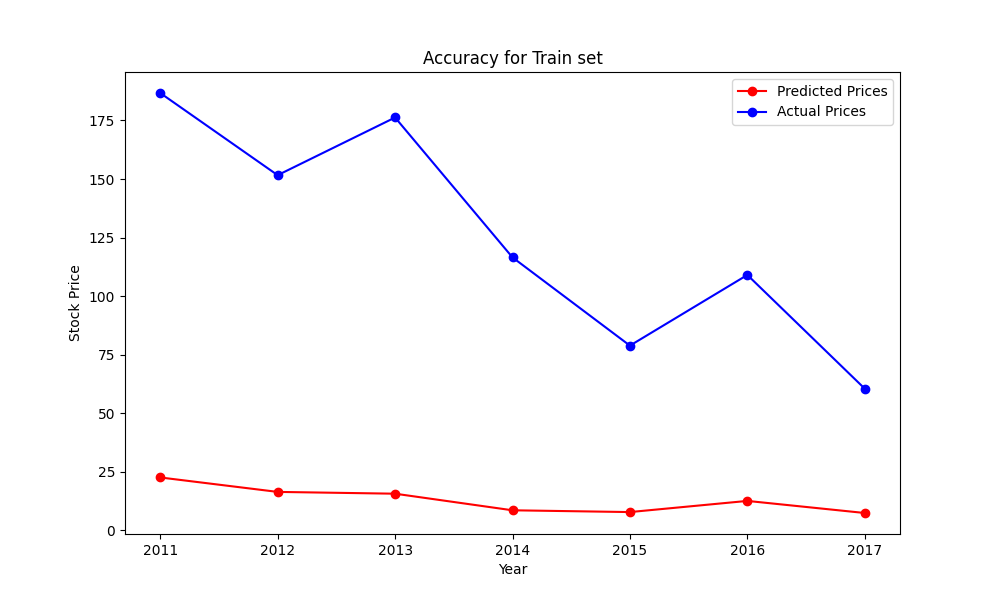 Accuracy for Train set
Predicted Prices
Actual Prices
175
150
125
100
75
50
25
0
Stock Price
2011 2012 2013 2014 2015 2016 2017
Year